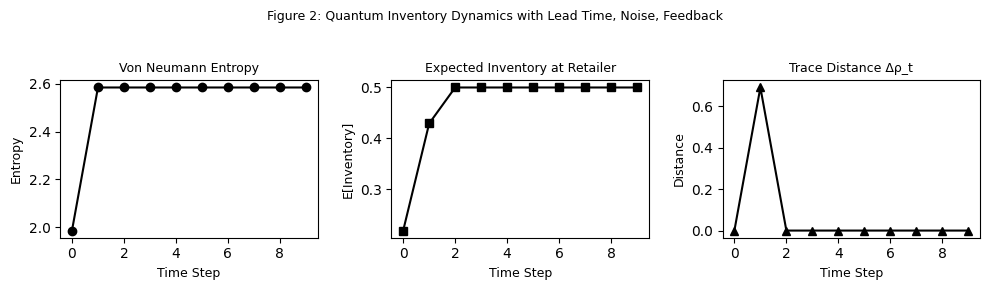 Figure 2: Quantum Inventory Dynamics with Lead Time, Noise, Feedback
Von Neumann Entropy
Entropy
2.6
2.4
2.2
2.0
0 2 4 6 8
Time Step
Expected Inventory at Retailer
E[Inventory]
0.5
0.4
0.3
0 2 4 6 8
Time Step
Trace Distance Δρ_t
Distance
0.6
0.4
0.2
0.0
0 2 4 6 8
Time Step